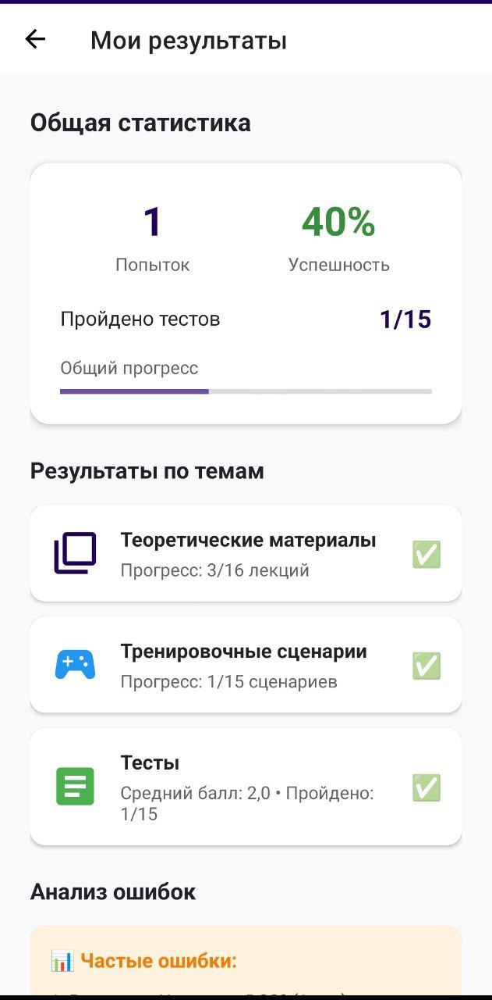 Мои результаты
Общая статистика
1
40%
Попыток
Успешность
Пройдено тестов
1/15
Общий прогресс
Результаты по темам
Теоретические материалы
Прогресс: 3/16 лекций
Тренировочные сценарии
Прогресс: 1/15 сценариев
Тесты
Средний балл: 2,0 • Пройдено:
1/15
Анализ ошибок
Частые ошибки: